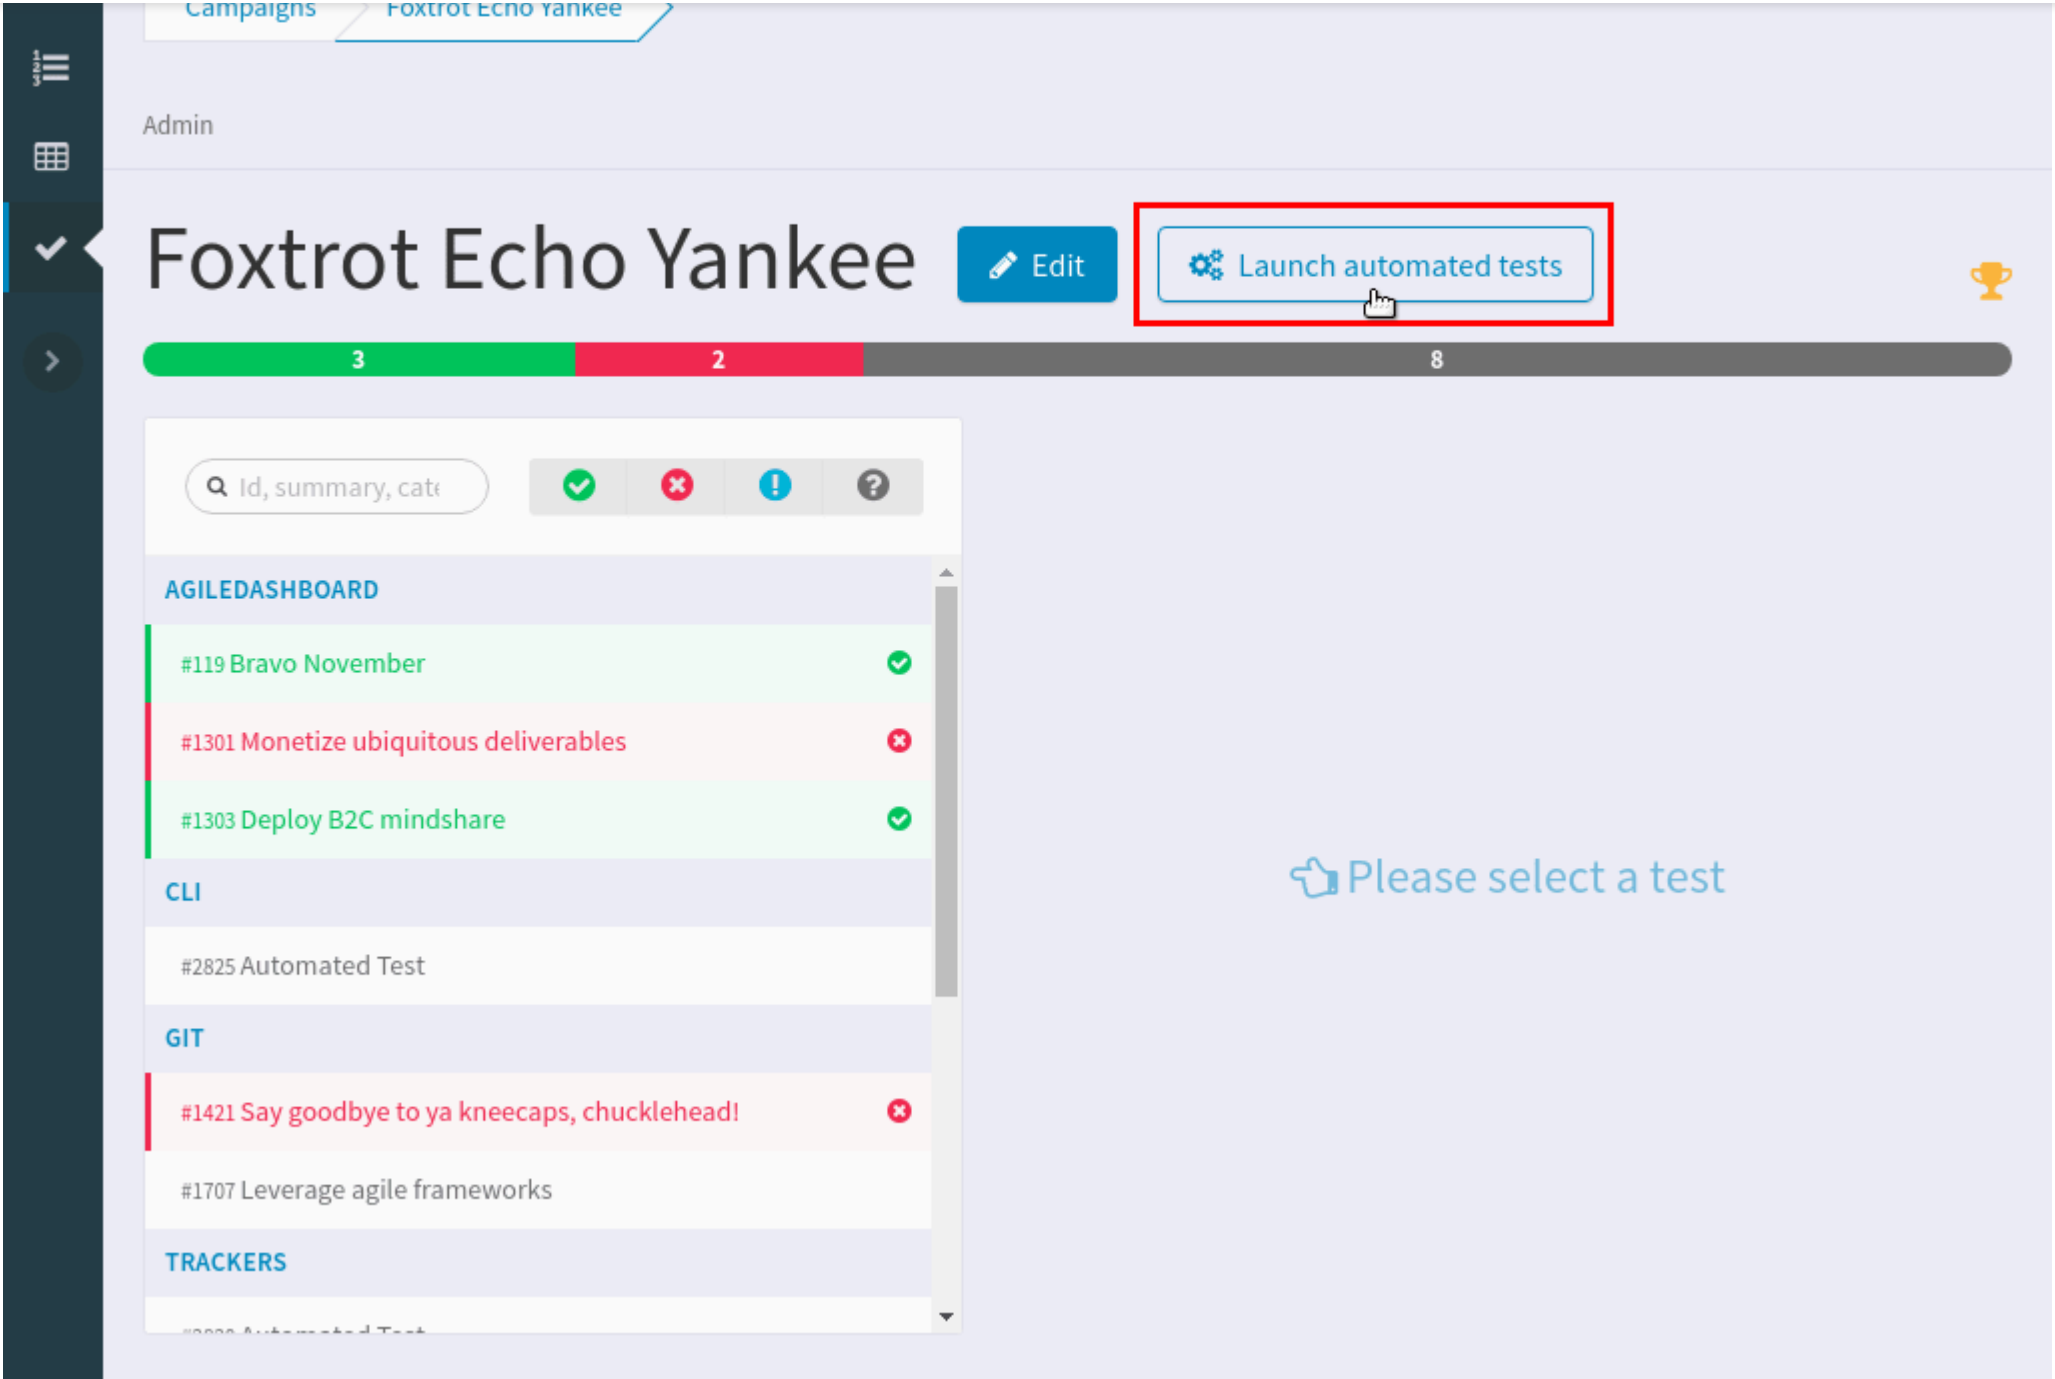 Campaigns
Foxtrot Echo Yankee
Admin
Foxtrot Echo Yankee
Edit
Launch automated tests
3
2
8
Id, summary, cate
AGILEDASHBOARD
#119 Bravo November
#1301 Monetize ubiquitous deliverables
#1303 Deploy B2C mindshare
CLI
#2825 Automated Test
GIT
#1421 Say goodbye to ya kneecaps, chucklehead!
#1707 Leverage agile frameworks
TRACKERS
Automated Test
Please select a test